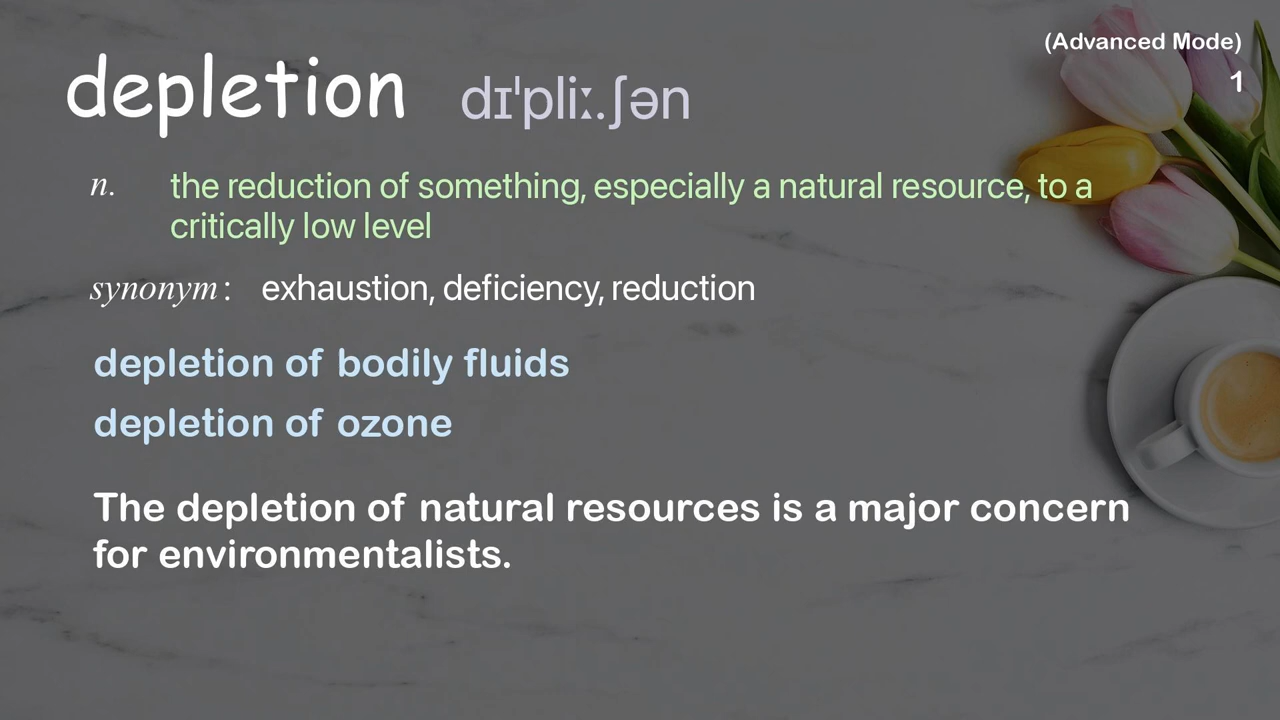 (Advanced Mode)
1
depletion dɪˈpliː.ʃən
n. the reduction of something, especially a natural resource, to a
critically low level
synonym : exhaustion, deficiency, reduction
depletion of bodily fluids
depletion of ozone
The depletion of natural resources is a major concern
for environmentalists.